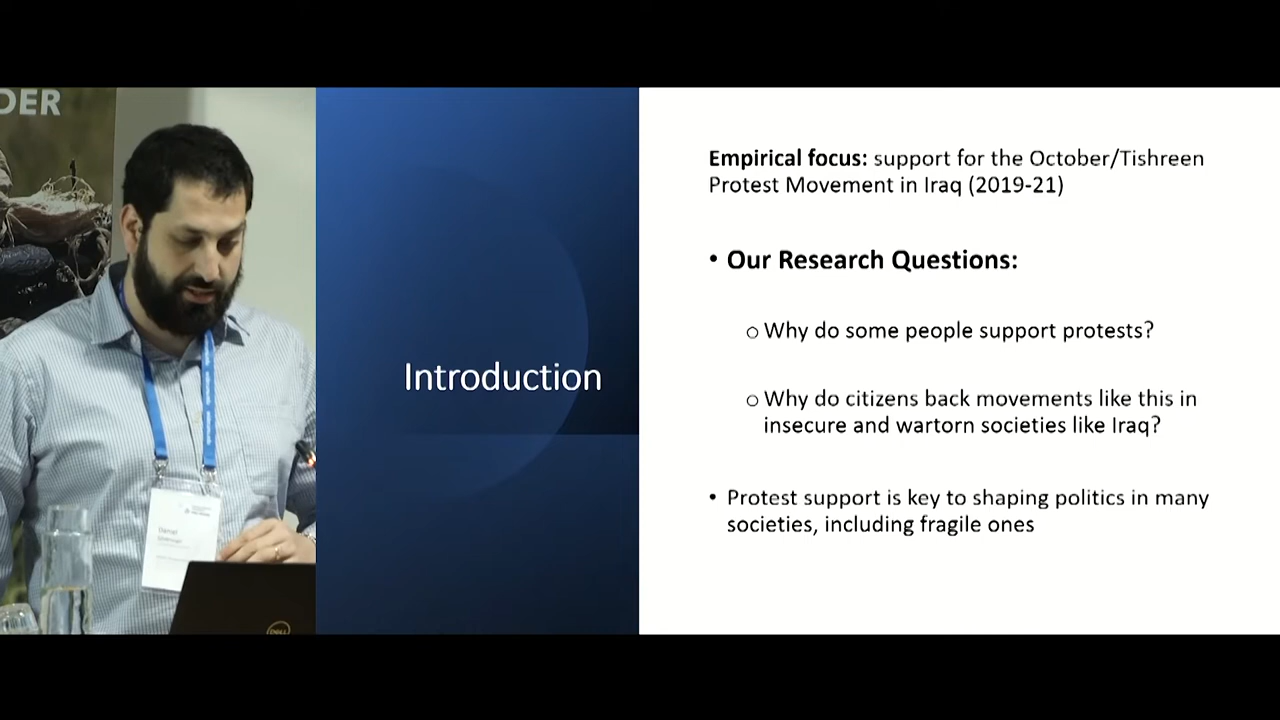 DER
Daniel
DELL
Introduction
Empirical focus: support for the October/Tishreen
Protest Movement in Iraq (2019-21)
• Our Research Questions:
o Why do some people support protests?
o Why do citizens back movements like this in
insecure and wartorn societies like Iraq?
• Protest support is key to shaping politics in many
societies, including fragile ones